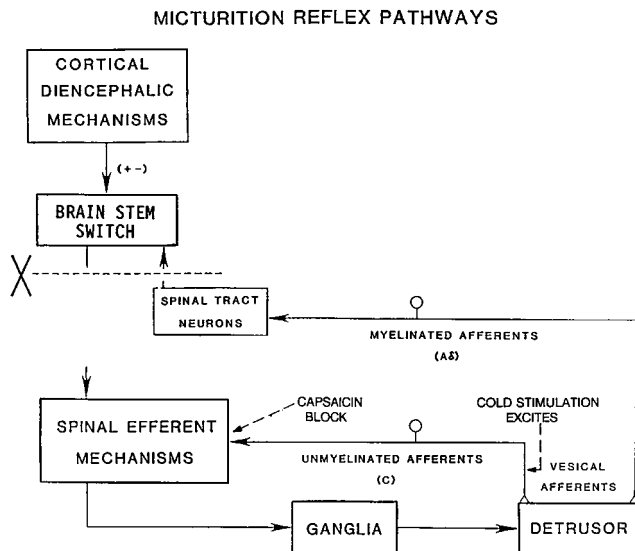 MICTURITION REFLEX PATHWAYS
CORTICAL
DIENCEPHALIC
MECHANISMS
(+-)
BRAIN STEM
SWITCH
X
SPINAL TRACT
NEURONS
MYELINATED AFFERENTS
(Aδ)
SPINAL EFFERENT
MECHANISMS
CAPSAICIN
BLOCK
COLD STIMULATION
EXCITES
UNMYELINATED AFFERENTS
(C)
VESICAL
AFFERENTS
GANGLIA
DETRUSOR